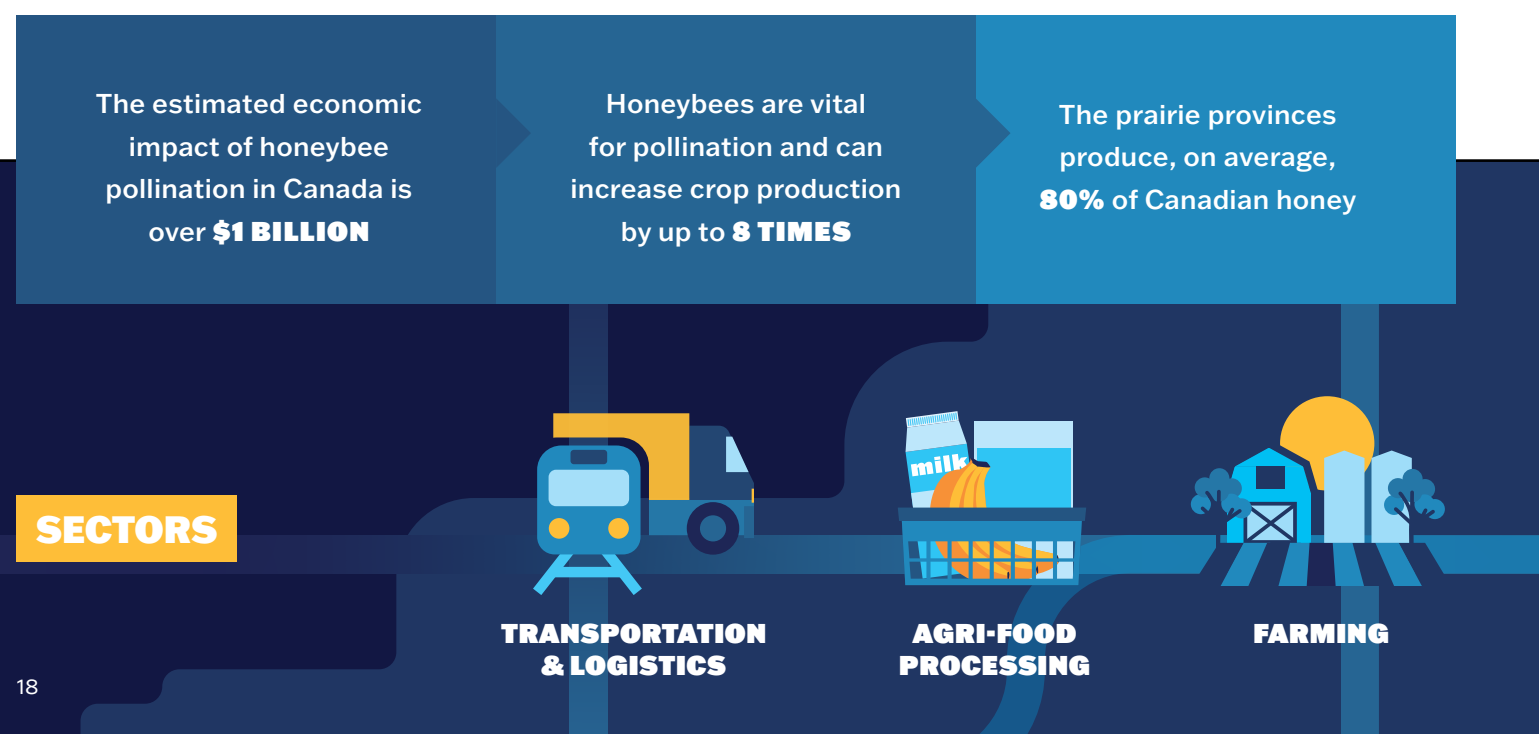 The estimated economic
impact of honeybee
pollination in Canada is
over $1 BILLION
Honeybees are vital
for pollination and can
increase crop production
by up to 8 TIMES
The prairie provinces
produce, on average,
80% of Canadian honey
milk
SECTORS
TRANSPORTATION
& LOGISTICS
AGRI-FOOD
PROCESSING
FARMING
18